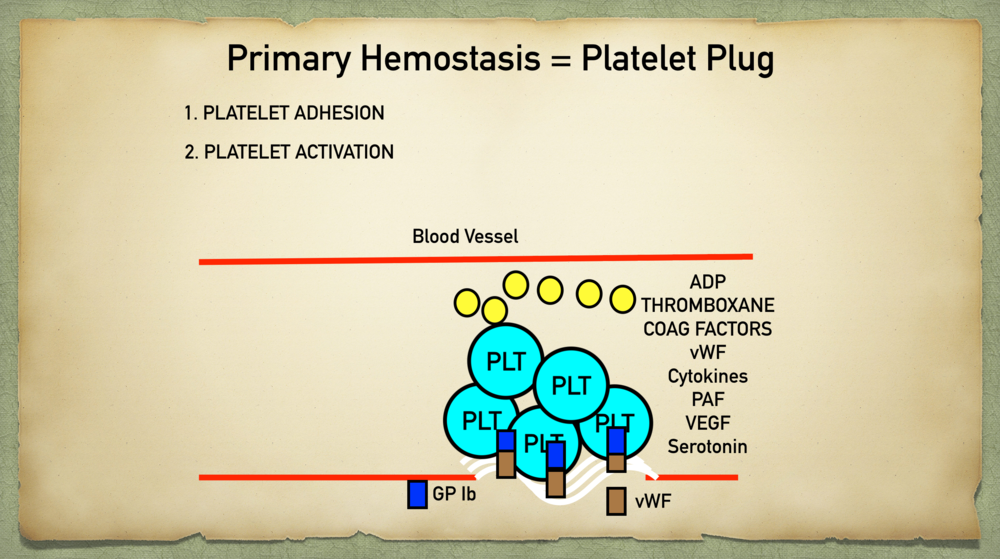 Primary Hemostasis = Platelet Plug
1. PLATELET ADHESION
2. PLATELET ACTIVATION
Blood Vessel
ADP
THROMBOXANE
COAG FACTORS
vWF
Cytokines
PAF
VEGF
Serotonin
PLT
PLT
PLT
PLT
PLT
GP Ib
vWF